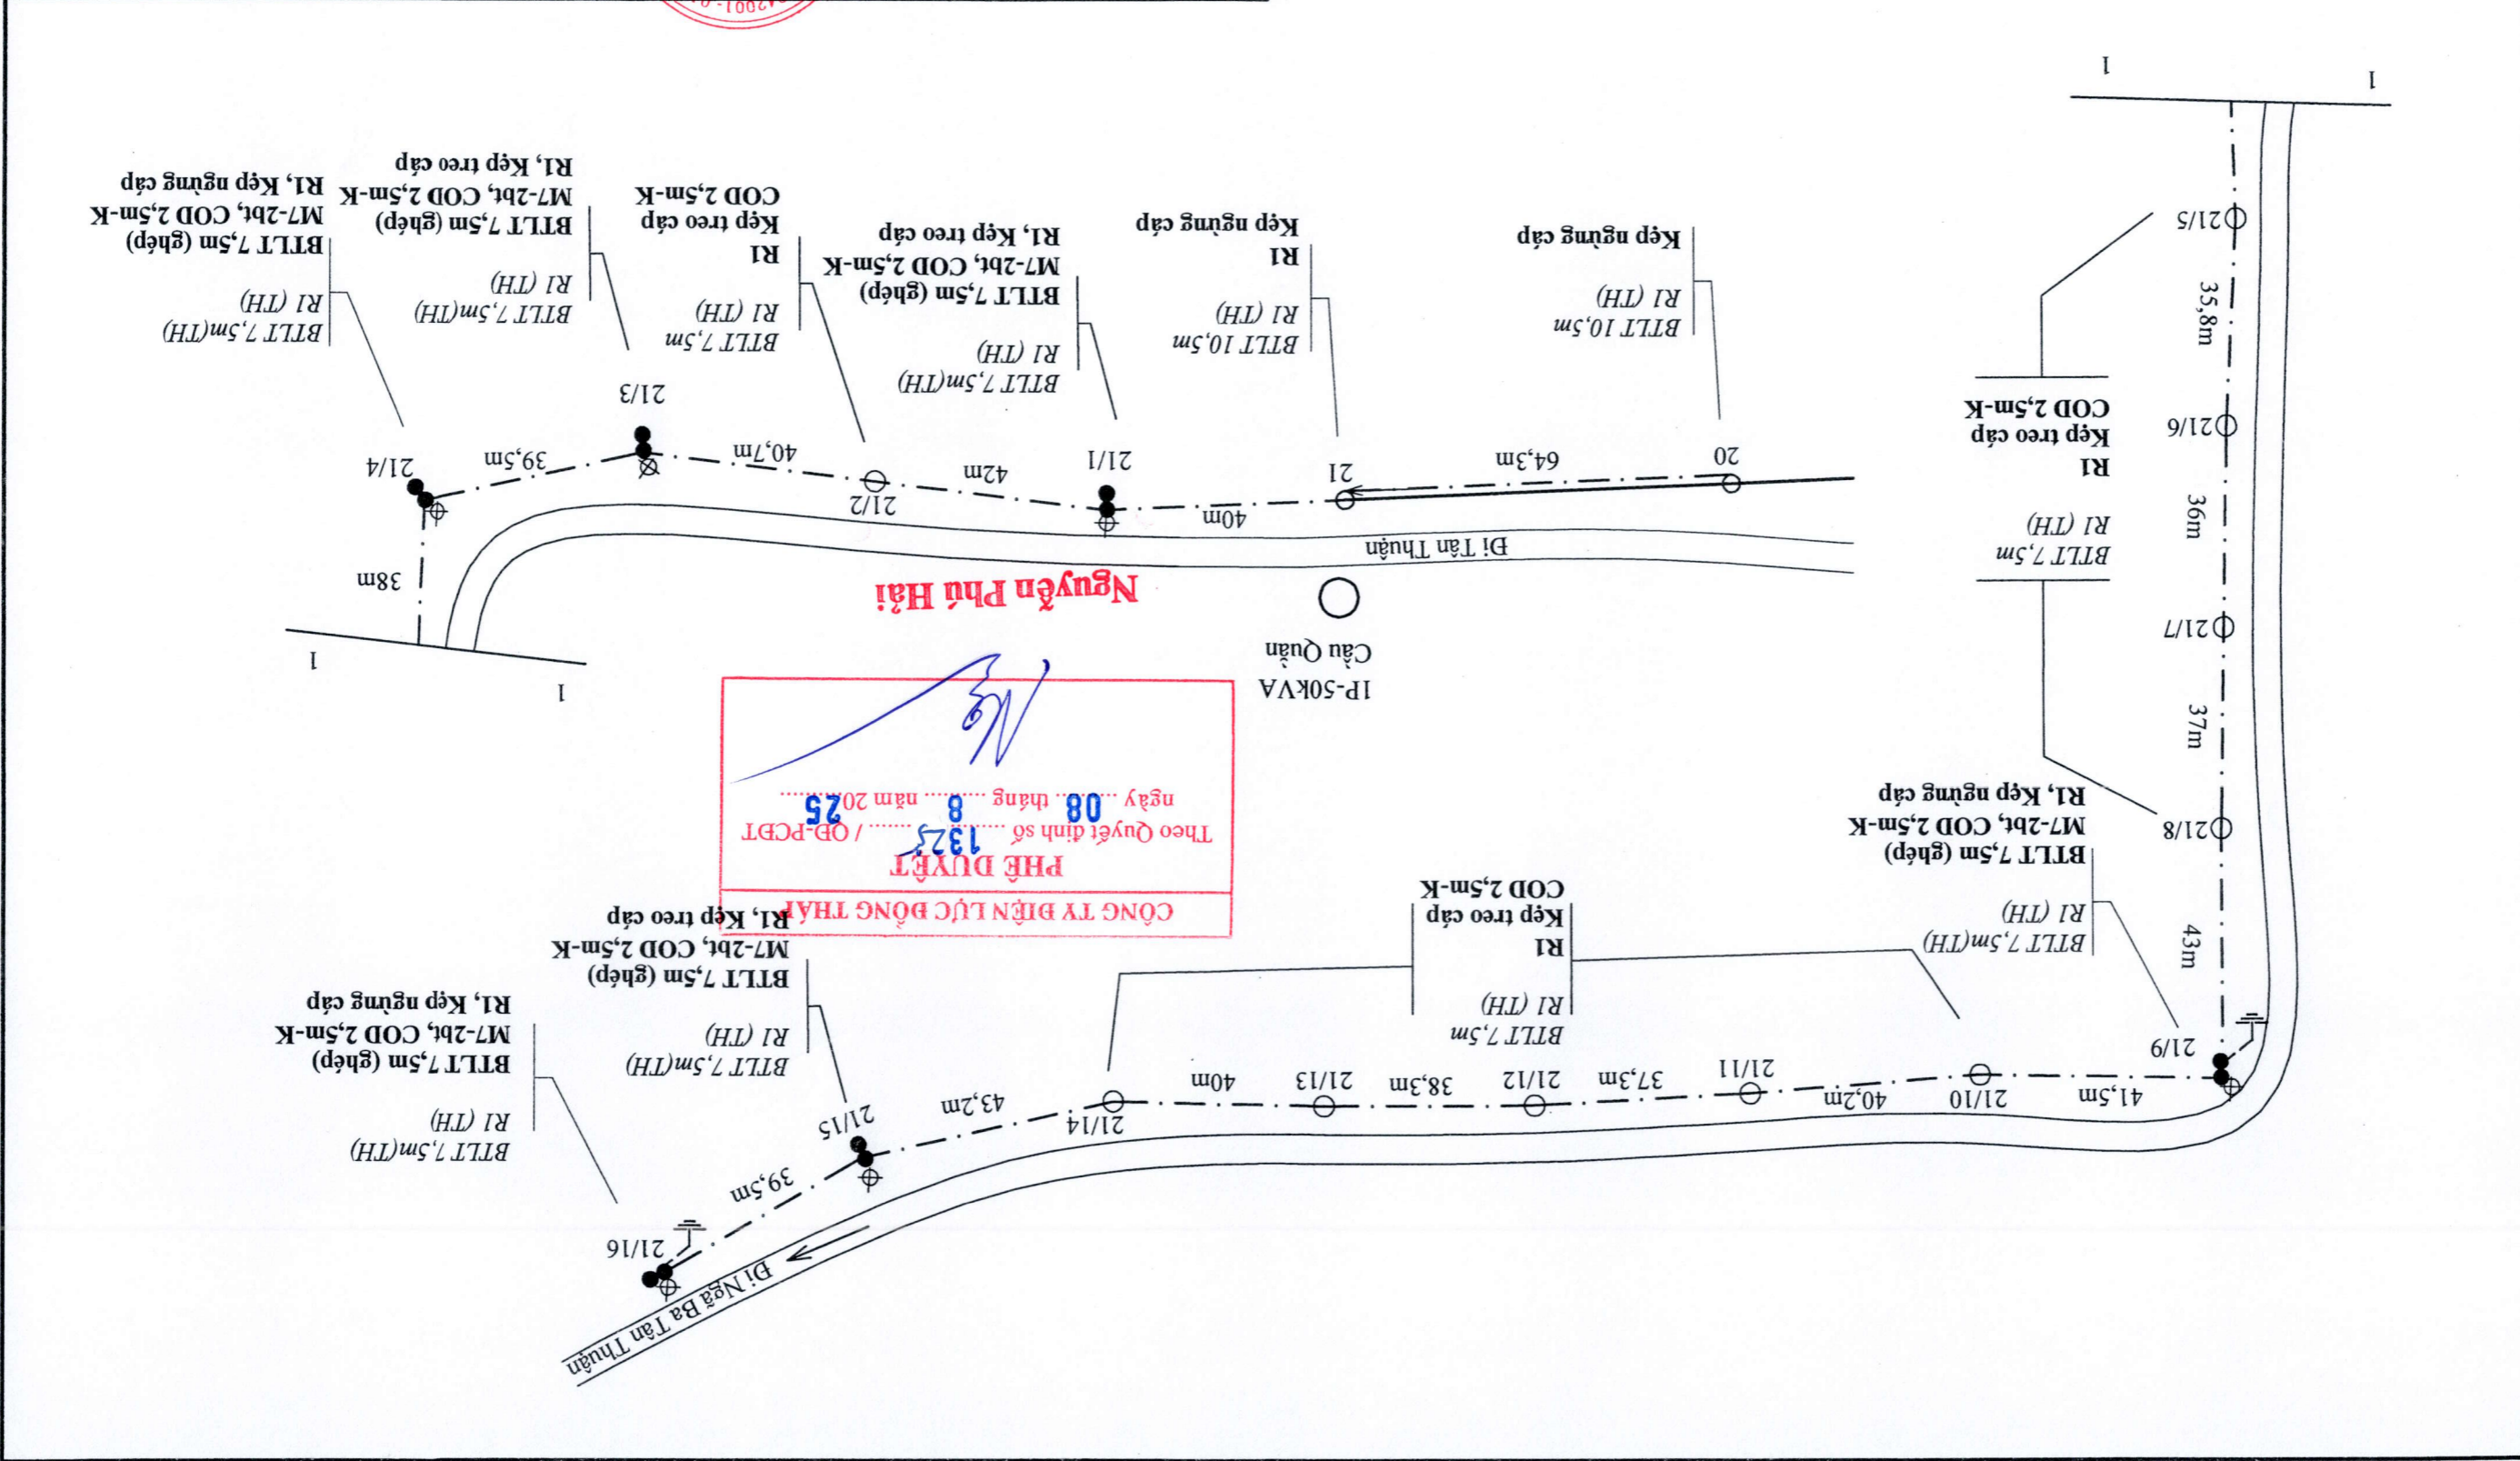 Đi Ngã Ba Tân Thuận
21/16
39,5m
BTLT 7,5m(TH)
R1 (TH)
BTLT 7,5m (ghép)
M7-2bt, COD 2,5m-K
R1, Kẹp ngừng cáp
21/15
43,2m
BTLT 7,5m(TH)
R1 (TH)
BTLT 7,5m (ghép)
M7-2bt, COD 2,5m-K
R1, Kẹp treo cáp
41,5m
21/10
40,2m
21/11
37,3m
21/12
38,3m
21/13
40m
21/14
21/9
BTLT 7,5m
R1 (TH)
R1
Kẹp treo cáp
COD 2,5m-K
BTLT 7,5m(TH)
R1 (TH)
BTLT 7,5m (ghép)
M7-2bt, COD 2,5m-K
R1, Kẹp ngừng cáp
43m
21/8
37m
21/7
36m
21/6
35,8m
21/5
BTLT 7,5m
R1 (TH)
R1
Kẹp treo cáp
COD 2,5m-K
1
1
CÔNG TY ĐIỆN LỰC ĐỒNG THÁP
PHÊ DUYỆT
Theo Quyết định số 1325 / QĐ-PCĐT
ngày 08 tháng 8 năm 2025
Nguyễn Phú Hải
1P-50kVA
Cầu Quần
Đi Tân Thuận
1
1
38m
20
64,3m
21
40m
21/1
42m
21/2
40,7m
21/3
39,5m
21/4
BTLT 10,5m
R1 (TH)
Kẹp ngừng cáp
BTLT 10,5m
R1 (TH)
R1
Kẹp ngừng cáp
BTLT 7,5m(TH)
R1 (TH)
BTLT 7,5m (ghép)
M7-2bt, COD 2,5m-K
R1, Kẹp treo cáp
BTLT 7,5m
R1 (TH)
R1
Kẹp treo cáp
COD 2,5m-K
BTLT 7,5m(TH)
R1 (TH)
BTLT 7,5m (ghép)
M7-2bt, COD 2,5m-K
R1, Kẹp treo cáp
BTLT 7,5m(TH)
R1 (TH)
BTLT 7,5m (ghép)
M7-2bt, COD 2,5m-K
R1, Kẹp ngừng cáp